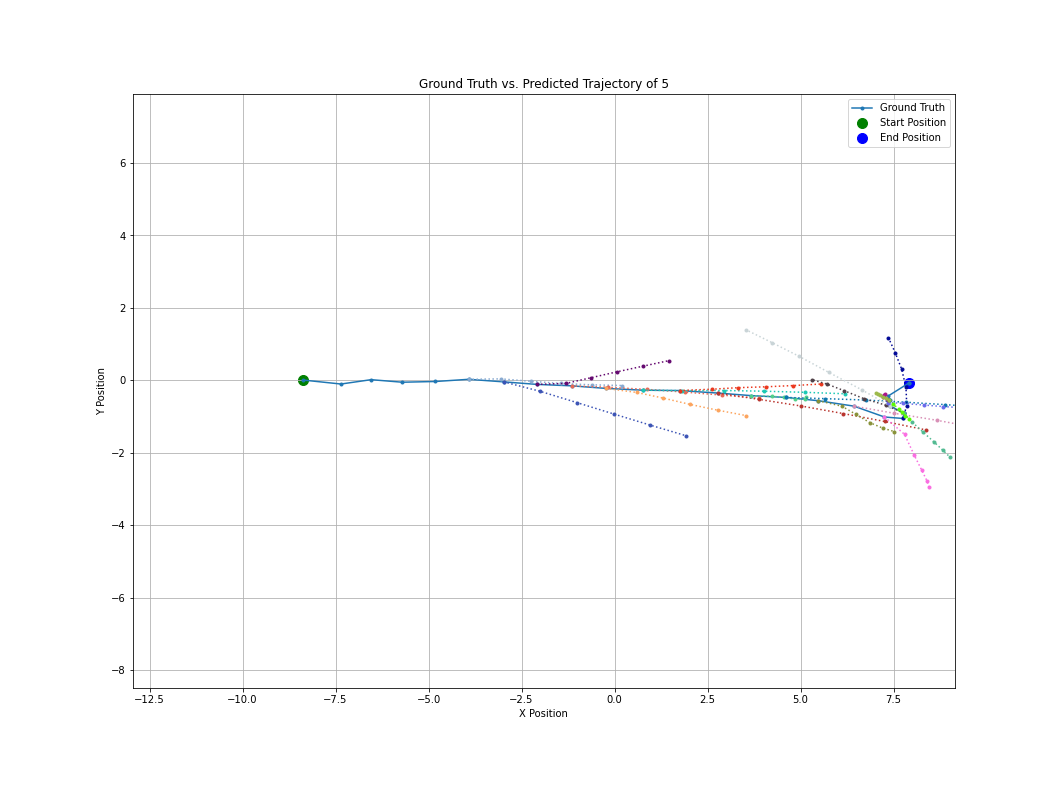 Ground Truth vs. Predicted Trajectory of 5
Ground Truth
Start Position
End Position
6
4
2
0
−2
−4
−6
−8
Y Position
−12.5
−10.0
−7.5
−5.0
−2.5
0.0
2.5
5.0
7.5
X Position